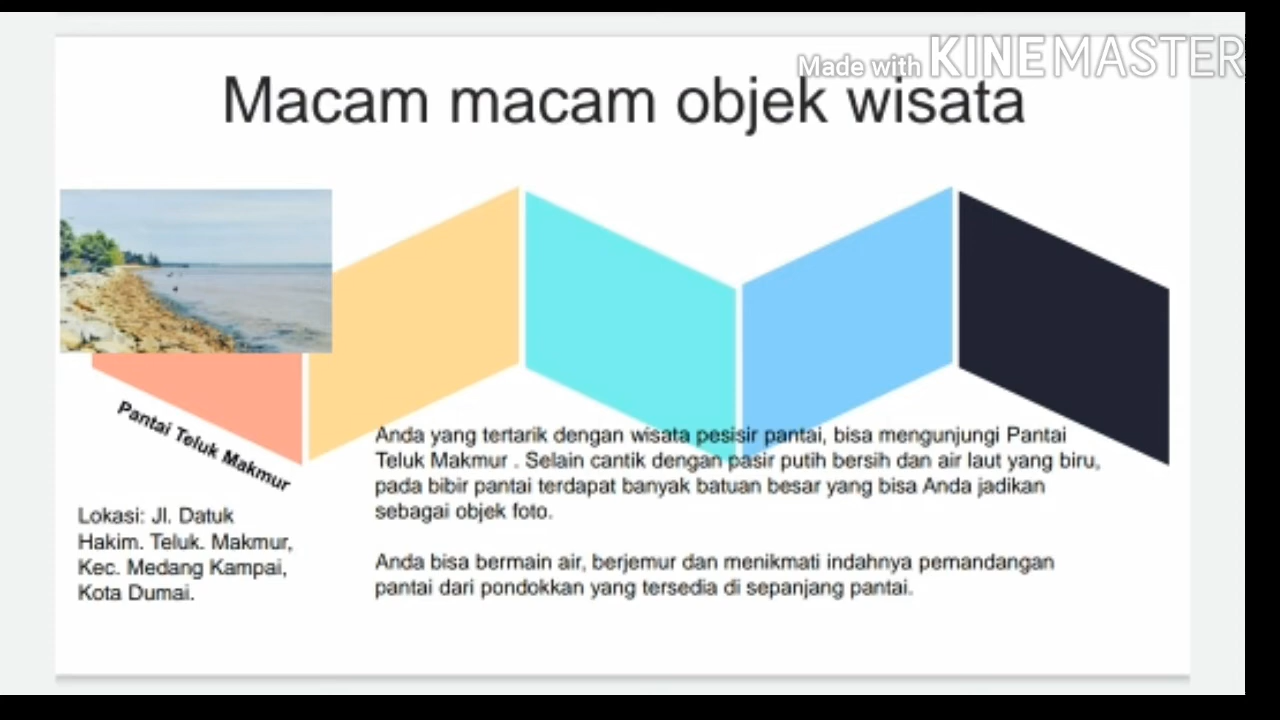 Made with KINEMASTER
Macam macam objek wisata
Pantai Teluk Makmur
Lokasi: Jl. Datuk
Hakim. Teluk. Makmur,
Kec. Medang Kampai,
Kota Dumai.
Anda yang tertarik dengan wisata pesisir pantai, bisa mengunjungi Pantai
Teluk Makmur . Selain cantik dengan pasir putih bersih dan air laut yang biru,
pada bibir pantai terdapat banyak batuan besar yang bisa Anda jadikan
sebagai objek foto.
Anda bisa bermain air, berjemur dan menikmati indahnya pemandangan
pantai dari pondokkan yang tersedia di sepanjang pantai.